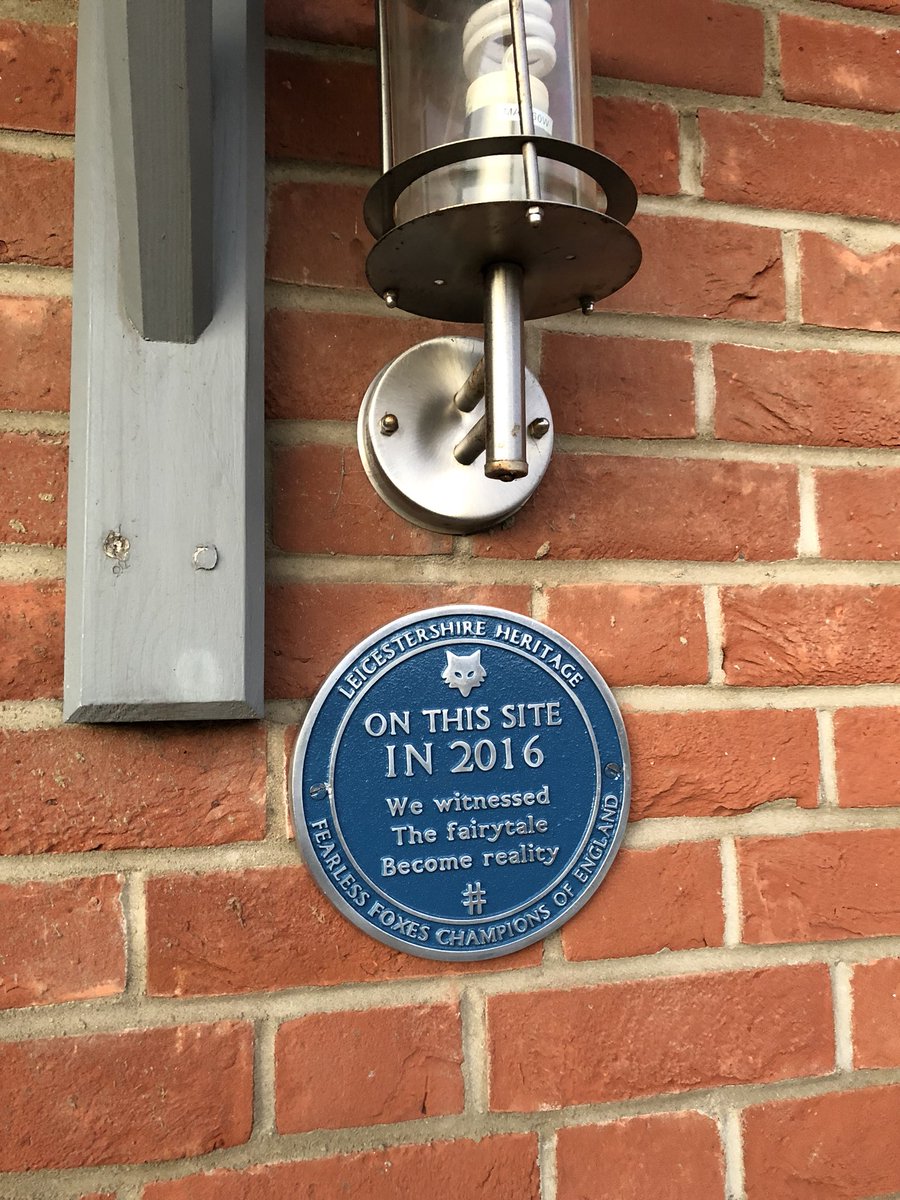 LEICESTERSHIRE HERITAGE
ON THIS SITE
IN 2016
We witnessed
The fairytale
Become reality
#
FEARLESS FOXES CHAMPIONS OF ENGLAND